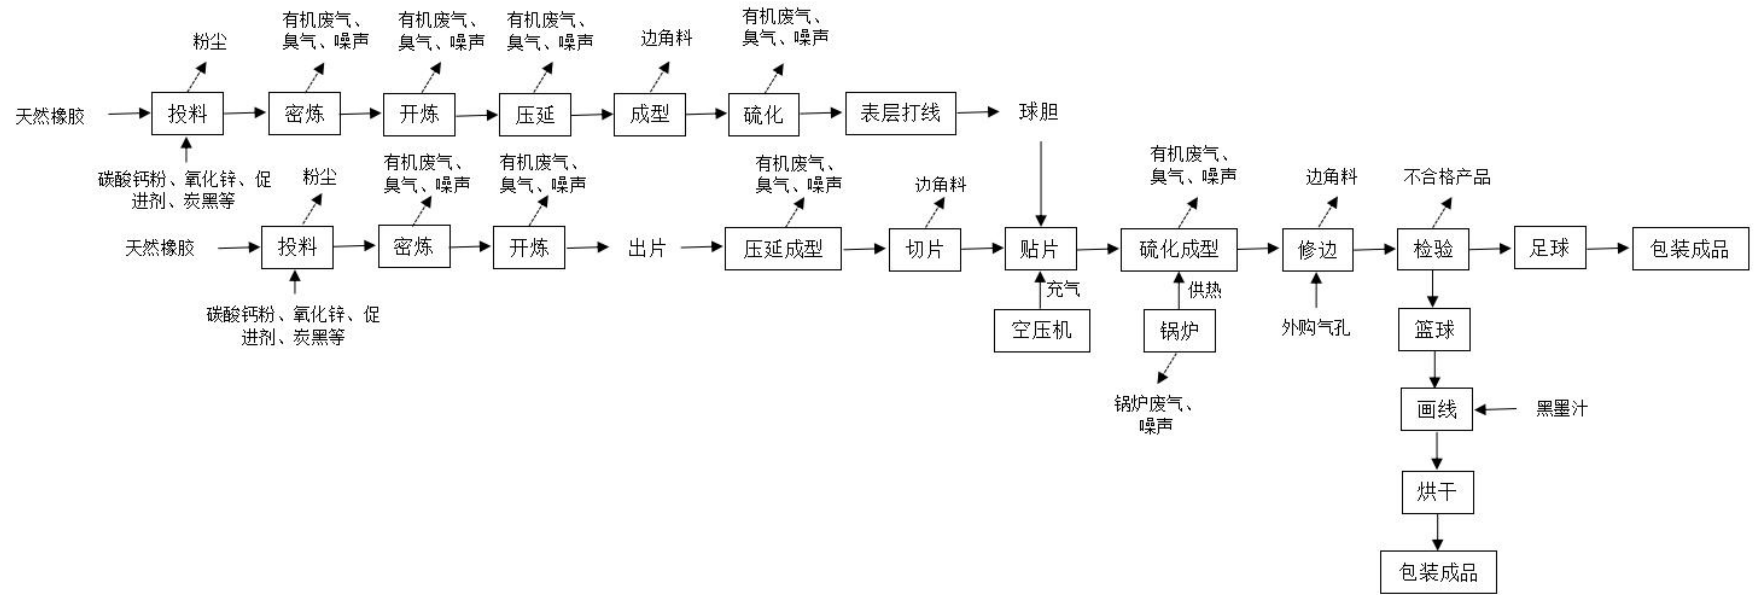 有机废气、
臭气、噪声
有机废气、
臭气、噪声
有机废气、
臭气、噪声
有机废气、
臭气、噪声
粉尘
边角料
天然橡胶
投料
密炼
开炼
压延
成型
硫化
表层打线
球胆
碳酸钙粉、氧化锌、促
进剂、炭黑等
粉尘
有机废气、
臭气、噪声
有机废气、
臭气、噪声
有机废气、
臭气、噪声
边角料
有机废气、
臭气、噪声
边角料
不合格产品
天然橡胶
投料
密炼
开炼
出片
压延成型
切片
贴片
硫化成型
修边
检验
足球
包装成品
碳酸钙粉、氧化锌、促
进剂、炭黑等
充气
供热
空压机
锅炉
外购气孔
篮球
锅炉废气、
噪声
画线
黑墨汁
烘干
包装成品